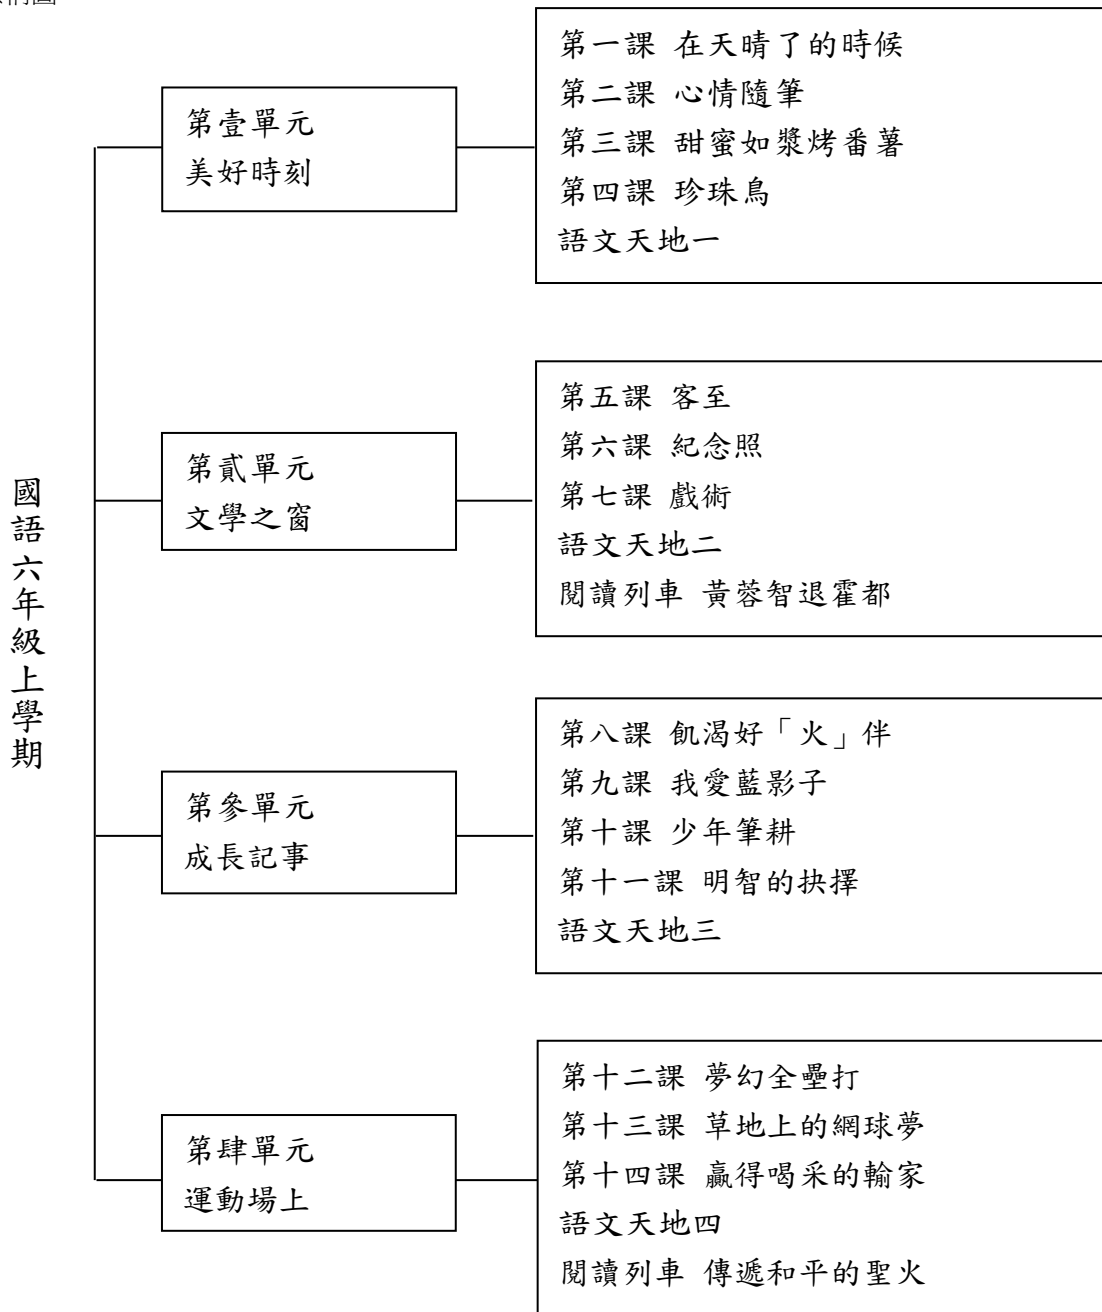 國語六年級上學期
第壹單元
美好時刻
第一課 在天晴了的時候
第二課 心情隨筆
第三課 甜蜜如漿烤番薯
第四課 珍珠鳥
語文天地一
第貳單元
文學之窗
第五課 客至
第六課 紀念照
第七課 戲術
語文天地二
閱讀列車 黃蓉智退霍都
第參單元
成長記事
第八課 飢渴好「火」伴
第九課 我愛藍影子
第十課 少年筆耕
第十一課 明智的抉擇
語文天地三
第肆單元
運動場上
第十二課 夢幻全壘打
第十三課 草地上的網球夢
第十四課 贏得喝采的輸家
語文天地四
閱讀列車 傳遞和平的聖火